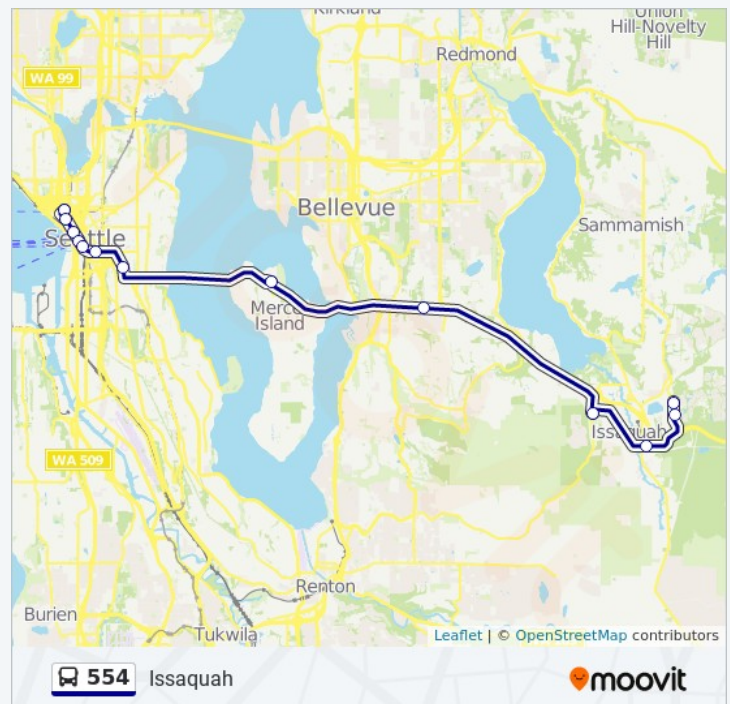 Kirkland
Union
Hill-Novelty
Hill
Redmond
WA 99
Bellevue
Sammamish
Seattle
Mercer
Island
Issaquah
WA 509
Renton
Burien
Tukwila
Leaflet | © OpenStreetMap contributors
554 Issaquah
moovit